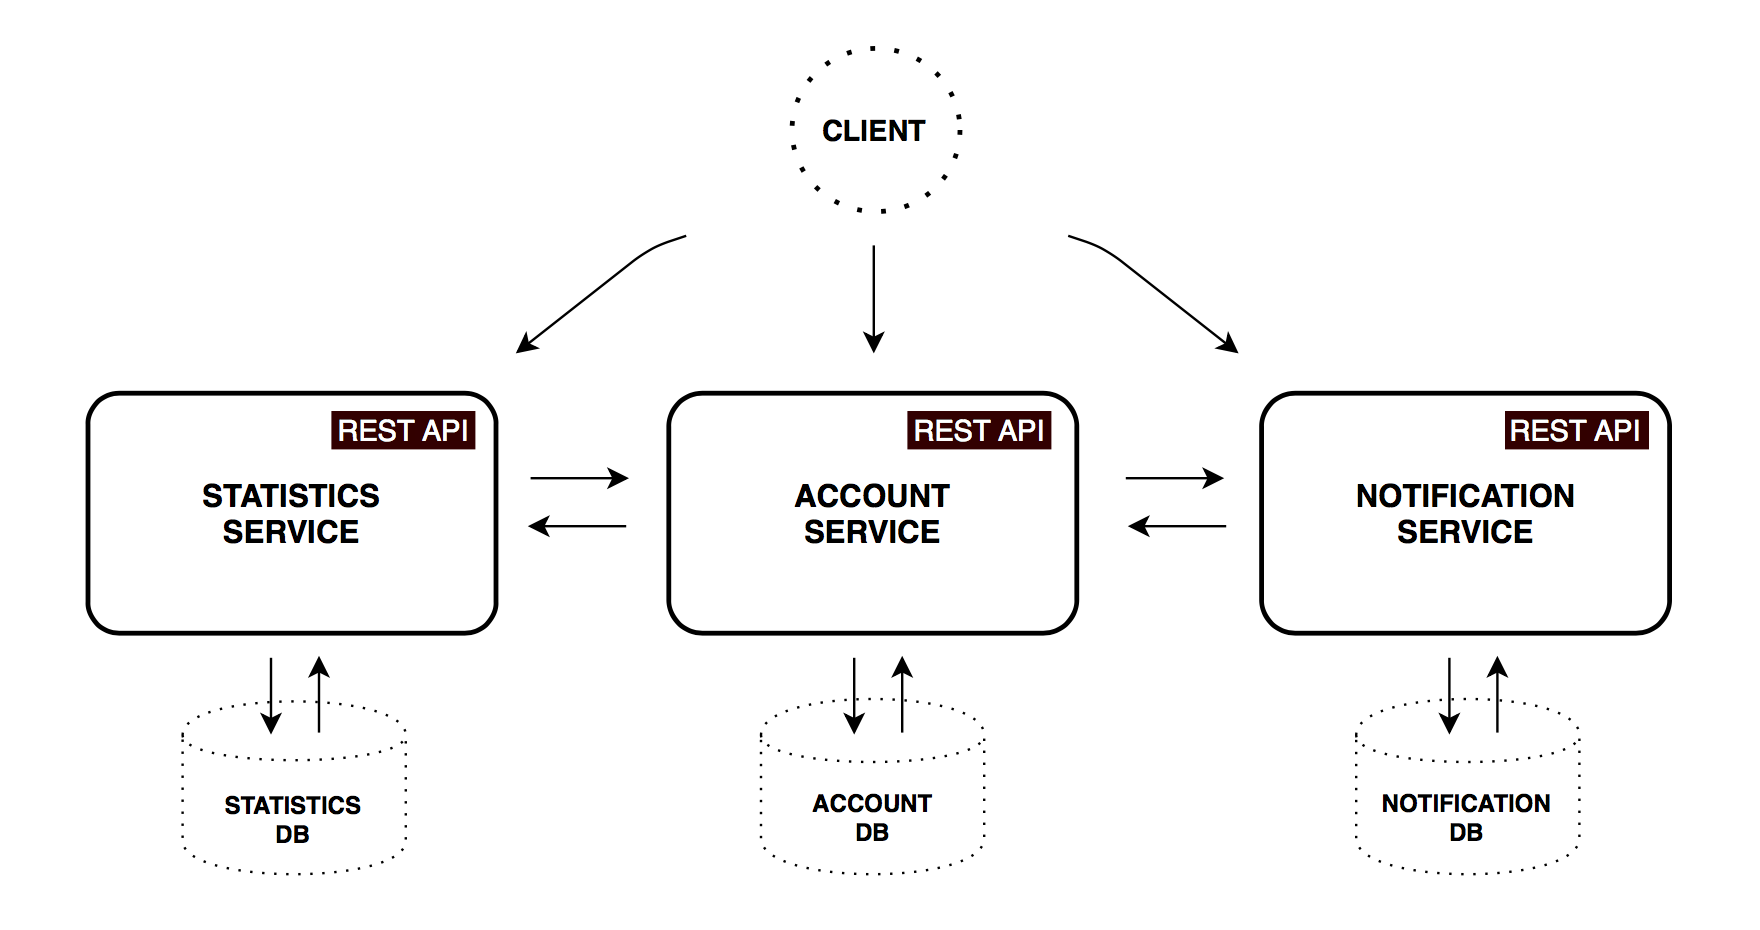 CLIENT
REST API
STATISTICS
SERVICE
REST API
ACCOUNT
SERVICE
REST API
NOTIFICATION
SERVICE
STATISTICS
DB
ACCOUNT
DB
NOTIFICATION
DB